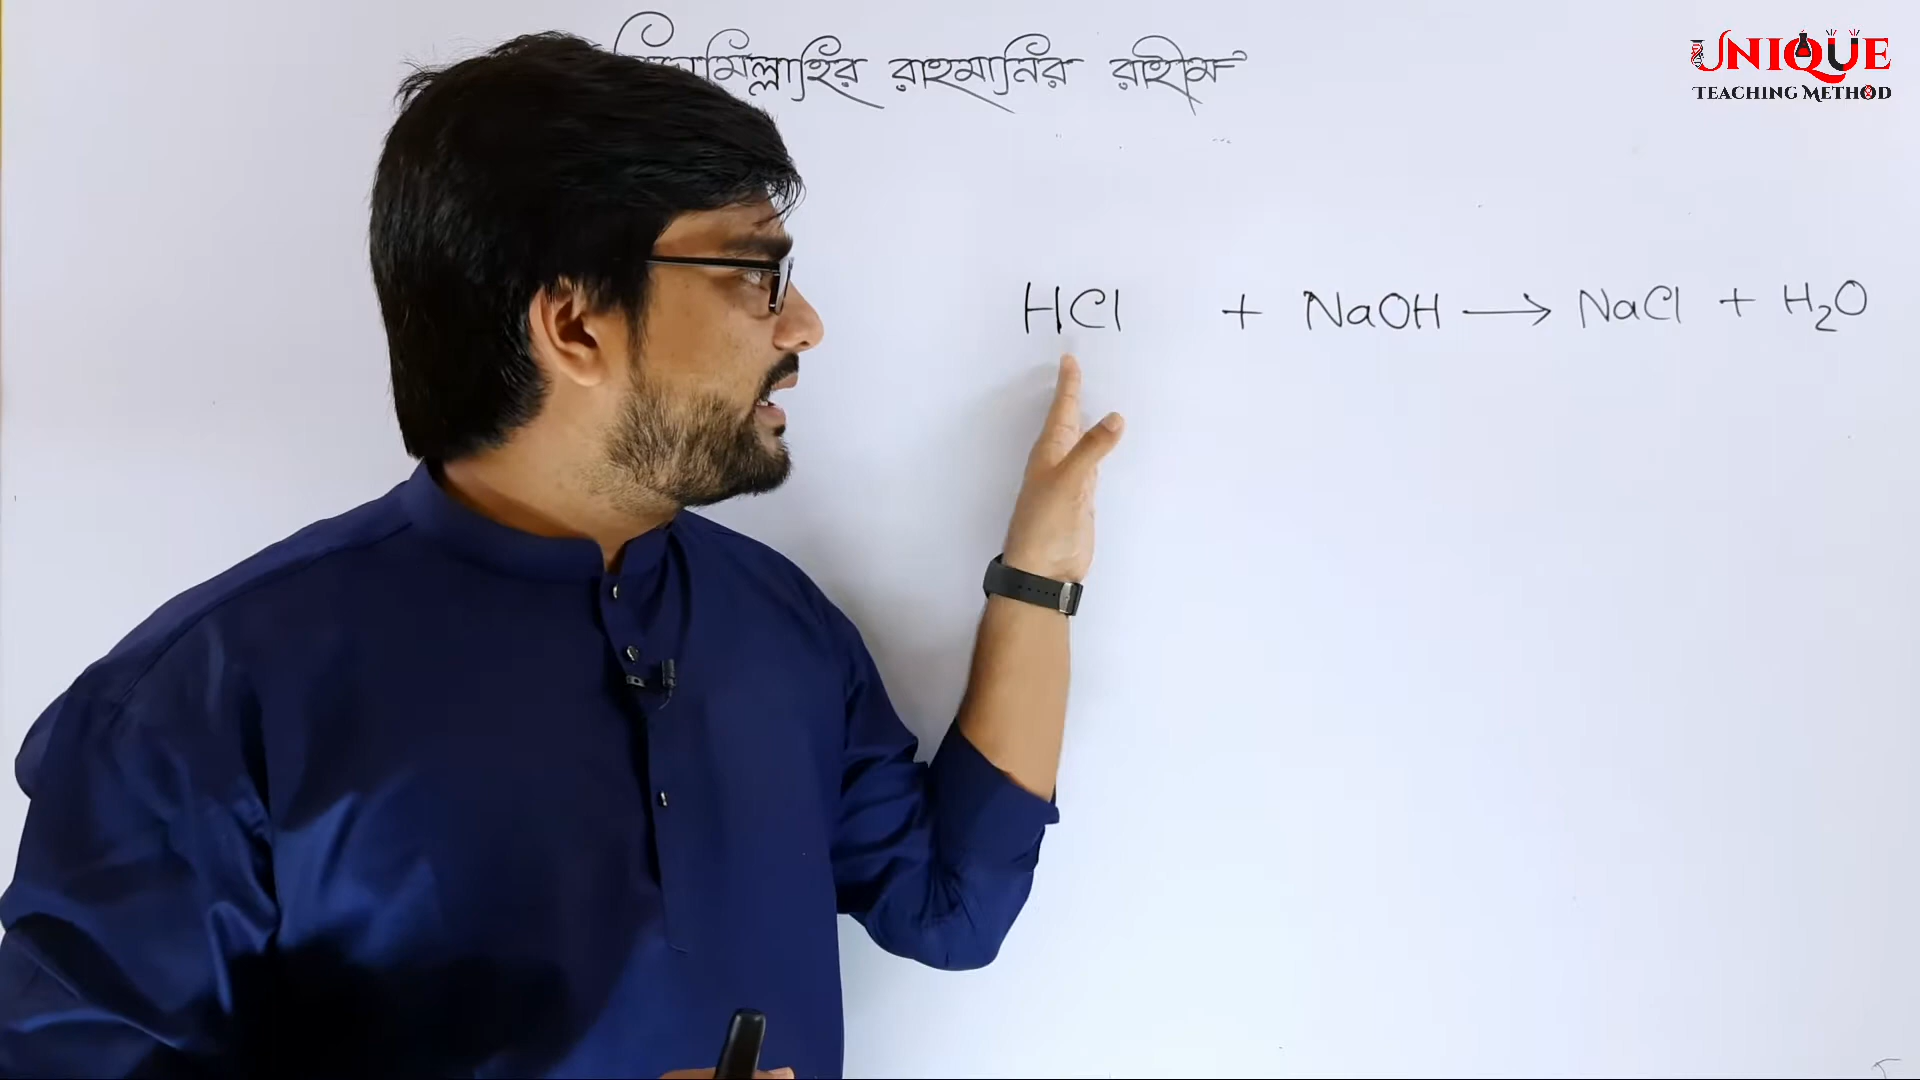 বিসমিল্লাহির রাহমানির রাহীম
UNIQUE
TEACHING METHOD
HCl + NaOH → NaCl + H₂O